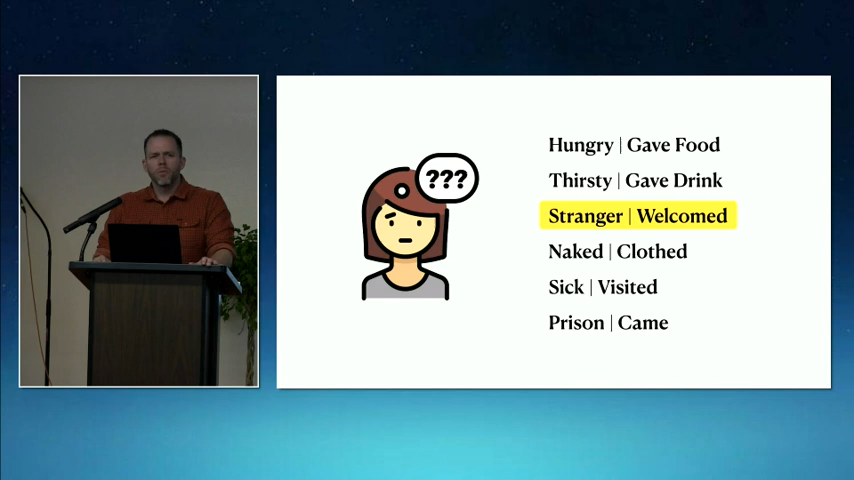 ???
Hungry | Gave Food
Thirsty | Gave Drink
Stranger | Welcomed
Naked | Clothed
Sick | Visited
Prison | Came